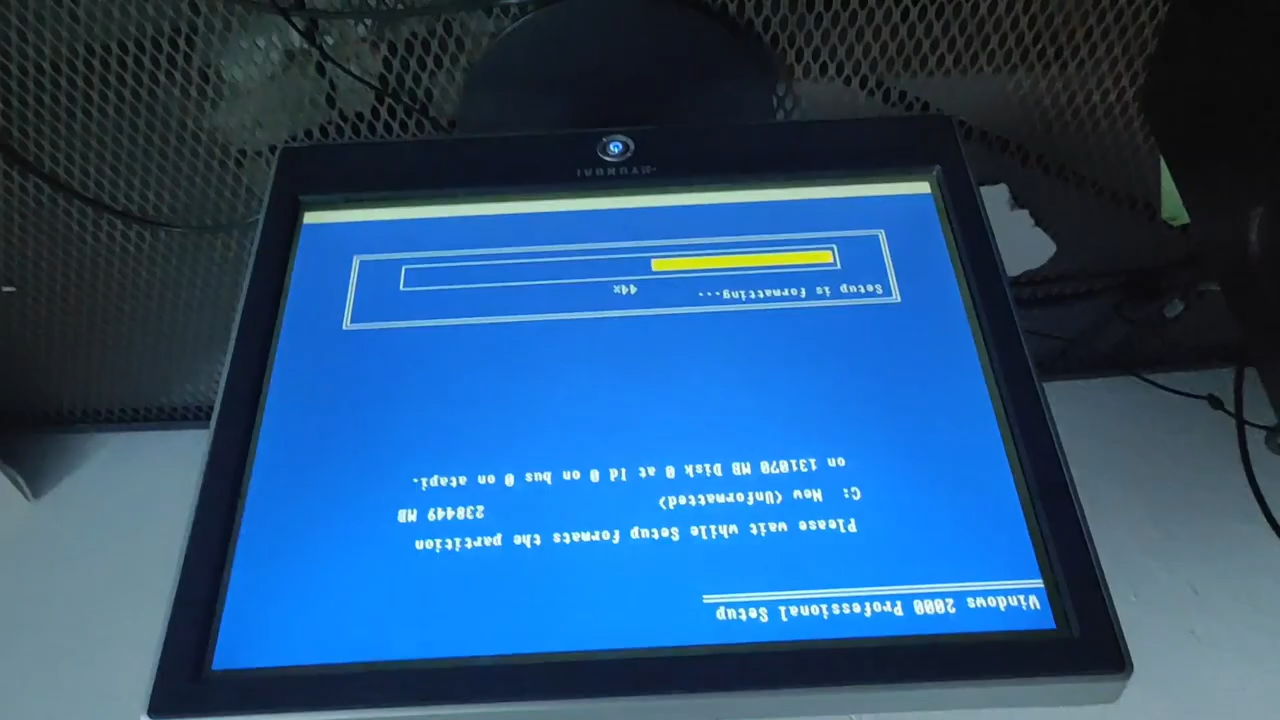 Windows 2000 Professional Setup
Please wait while Setup formats the partition
C: New (Unformatted) 238449 MB
on 131070 MB Disk 0 at Id 0 on bus 0 on atapi.
Setup is formatting... 44%
HYUNDAI